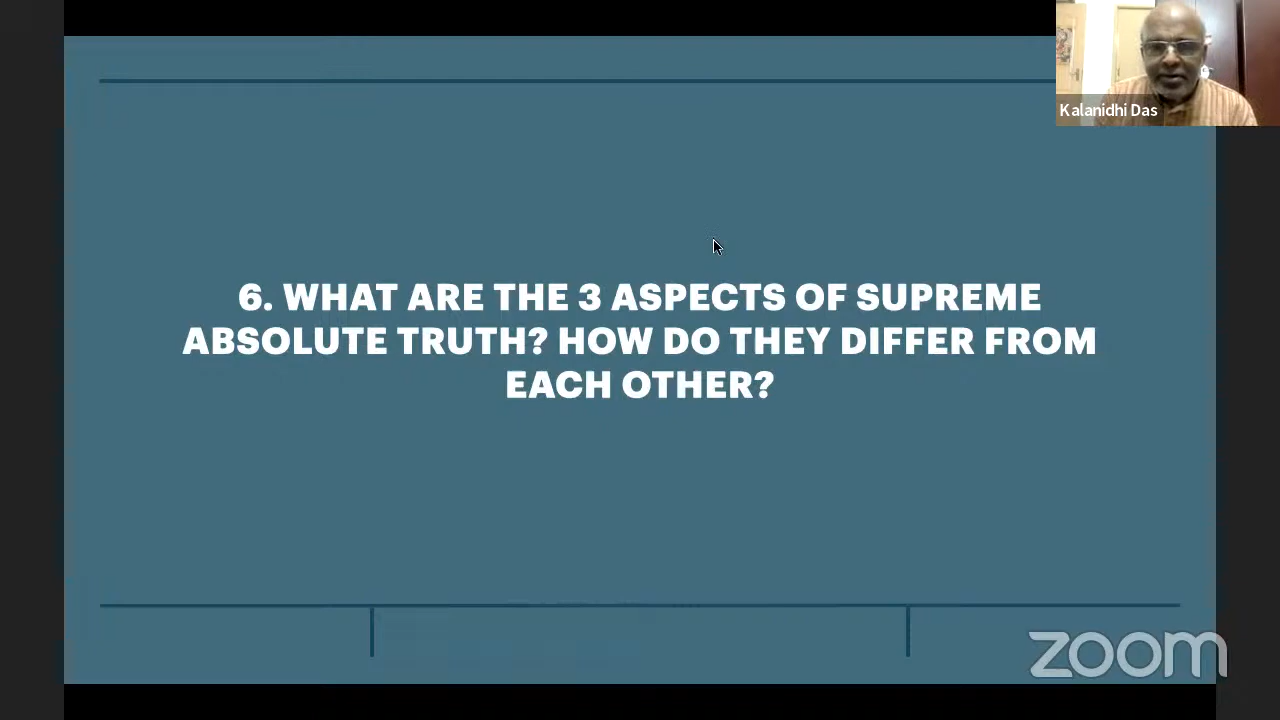 Kalanidhi Das
6. WHAT ARE THE 3 ASPECTS OF SUPREME
ABSOLUTE TRUTH? HOW DO THEY DIFFER FROM
EACH OTHER?
zoom